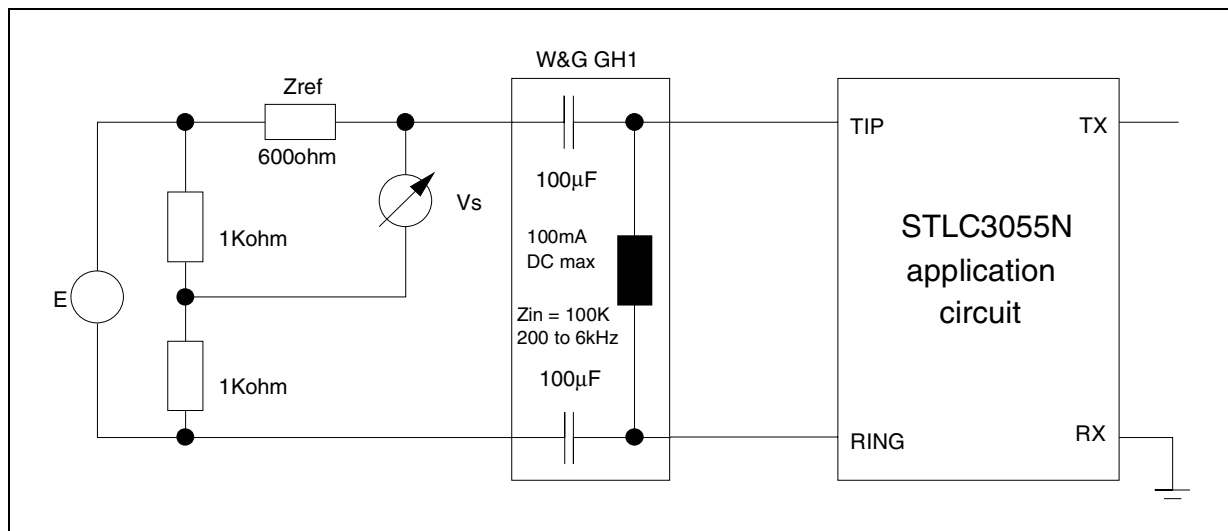 W&G GH1
Zref
600ohm
TIP
TX
100µF
Vs
1Kohm
100mA
DC max
STLC3055N
application
circuit
E
Zin = 100K
200 to 6kHz
1Kohm
100µF
RING
RX